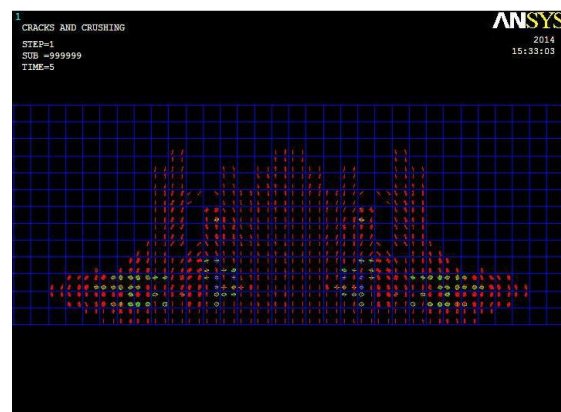 1
CRACKS AND CRUSHING
STEP=1
SUB =999999
TIME=5
ANSYS
2014
15:33:03